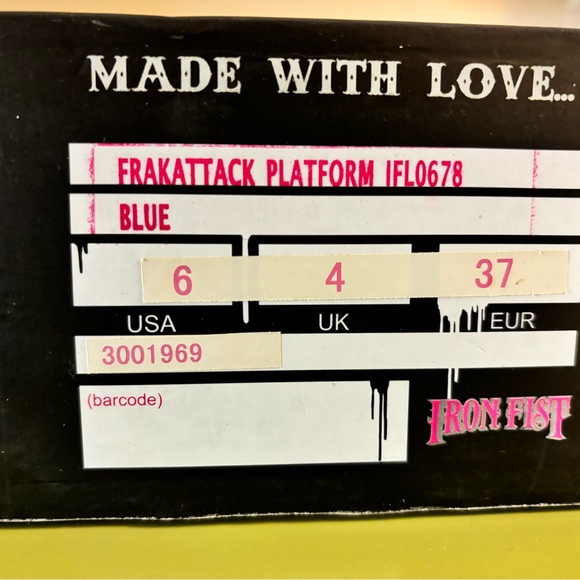 MADE WITH LOVE...
FRAKATTACK PLATFORM IFL0678
BLUE
6 4 37
USA UK EUR
3001969
(barcode)
IRON FIST